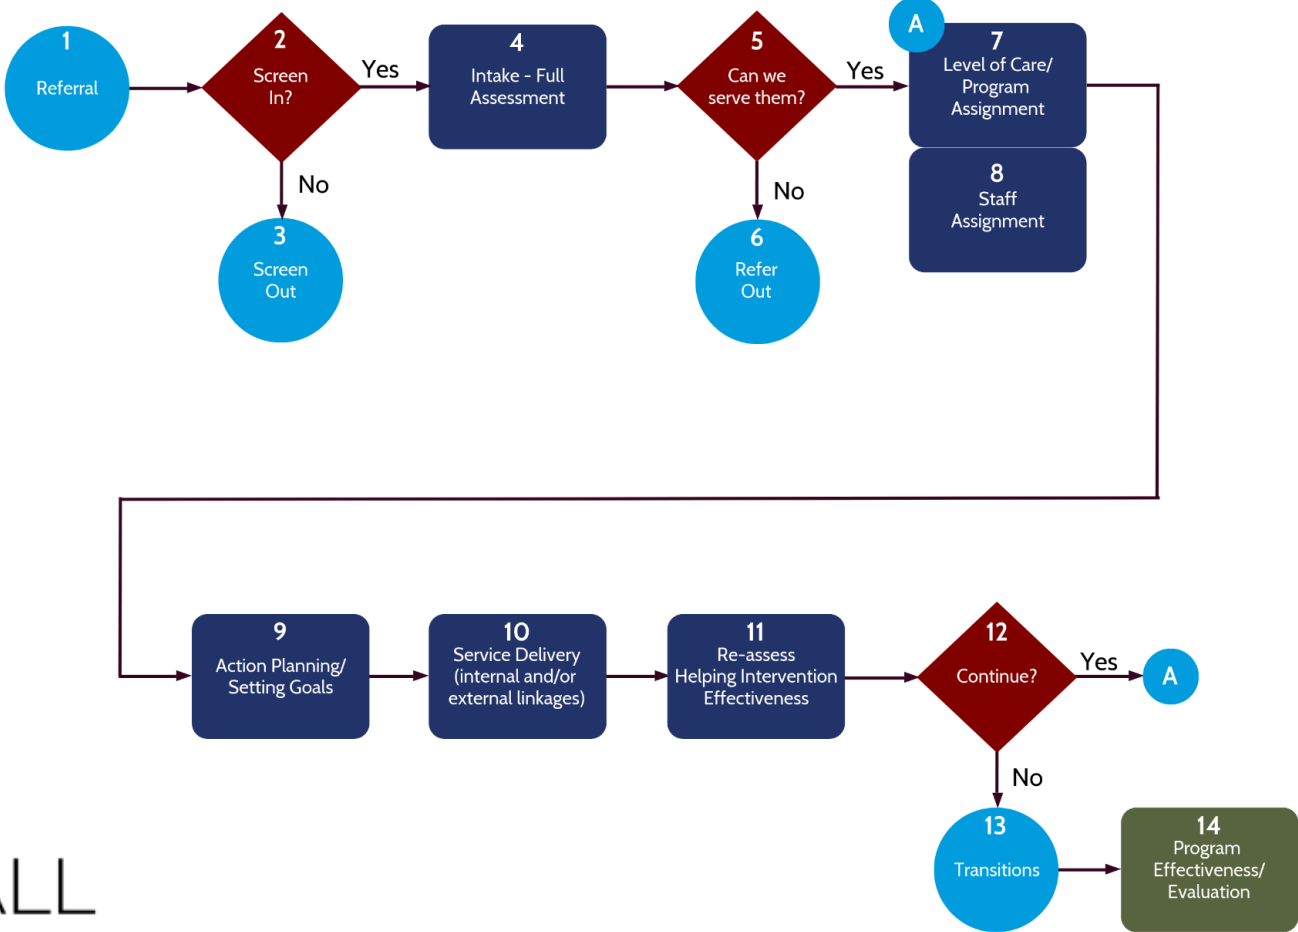 1
Referral
2
Screen
In?
Yes
No
3
Screen
Out
4
Intake - Full
Assessment
5
Can we
serve them?
Yes
No
6
Refer
Out
A
7
Level of Care/
Program
Assignment
8
Staff
Assignment
9
Action Planning/
Setting Goals
10
Service Delivery
(internal and/or
external linkages)
11
Re-assess
Helping Intervention
Effectiveness
12
Continue?
Yes
A
No
13
Transitions
14
Program
Effectiveness/
Evaluation